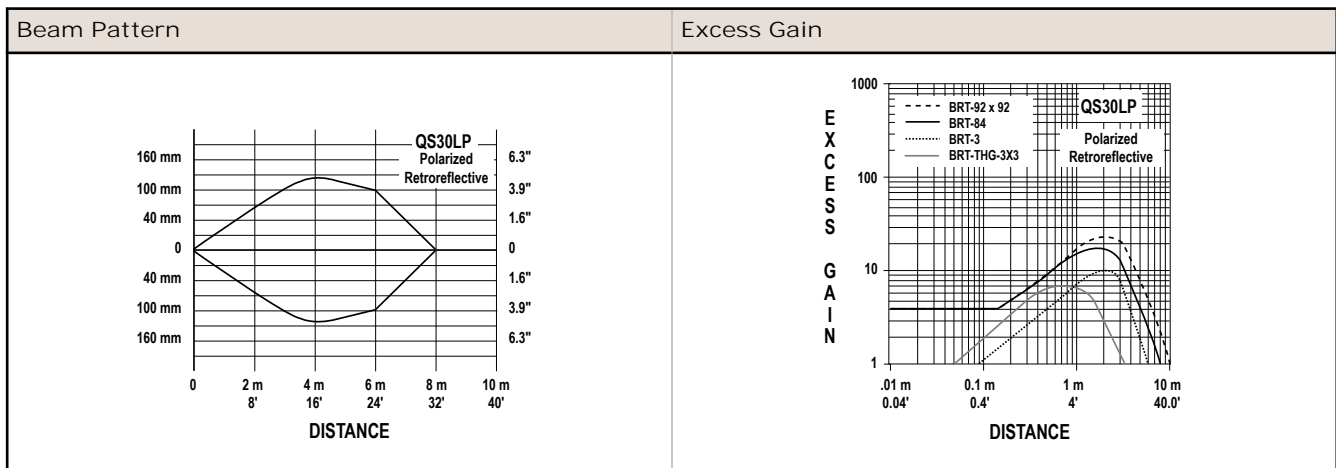 Beam Pattern
Excess Gain
QS30LP
Polarized
Retroreflective
160 mm
100 mm
40 mm
0
40 mm
100 mm
160 mm
6.3"
3.9"
1.6"
0
1.6"
3.9"
6.3"
0 2 m 4 m 6 m 8 m 10 m
8' 16' 24' 32' 40'
DISTANCE
EXCESS GAIN
1000
100
10
1
BRT-92 x 92
BRT-84
BRT-3
BRT-THG-3X3
QS30LP
Polarized
Retroreflective
.01 m 0.1 m 1 m 10 m
0.04' 0.4' 4' 40.0'
DISTANCE